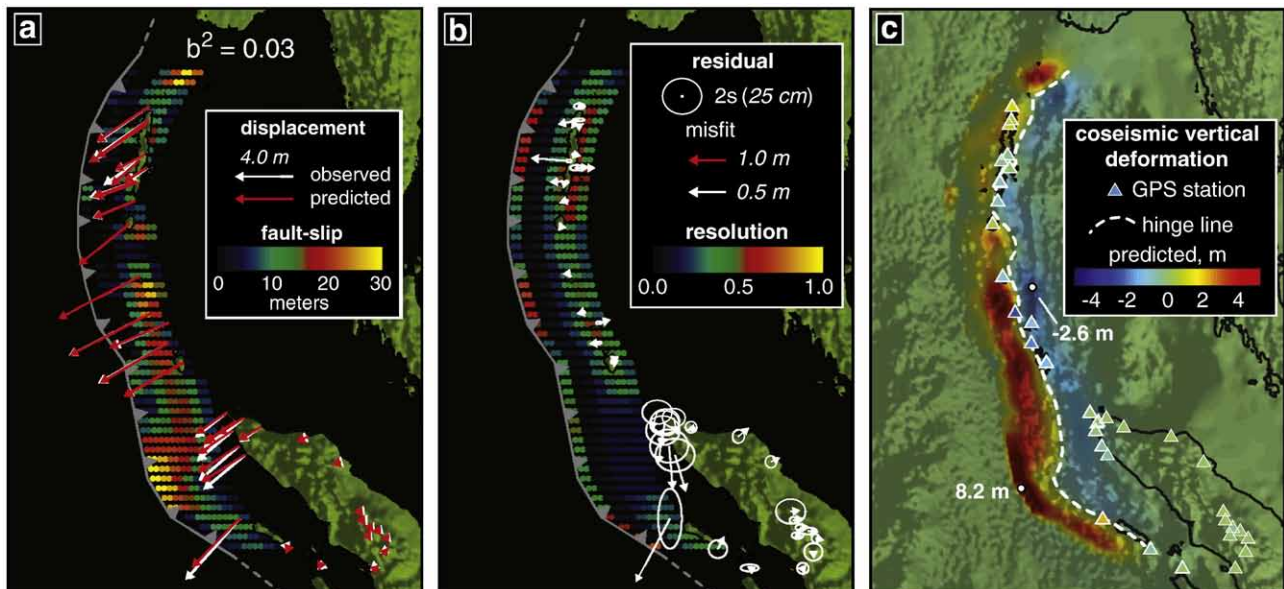 a
b² = 0.03
displacement
4.0 m
observed
predicted
fault-slip
0 10 20 30
meters
b
residual
2s (25 cm)
misfit
1.0 m
0.5 m
resolution
0.0 0.5 1.0
c
coseismic vertical
deformation
GPS station
hinge line
predicted, m
-4 -2 0 2 4
-2.6 m
8.2 m